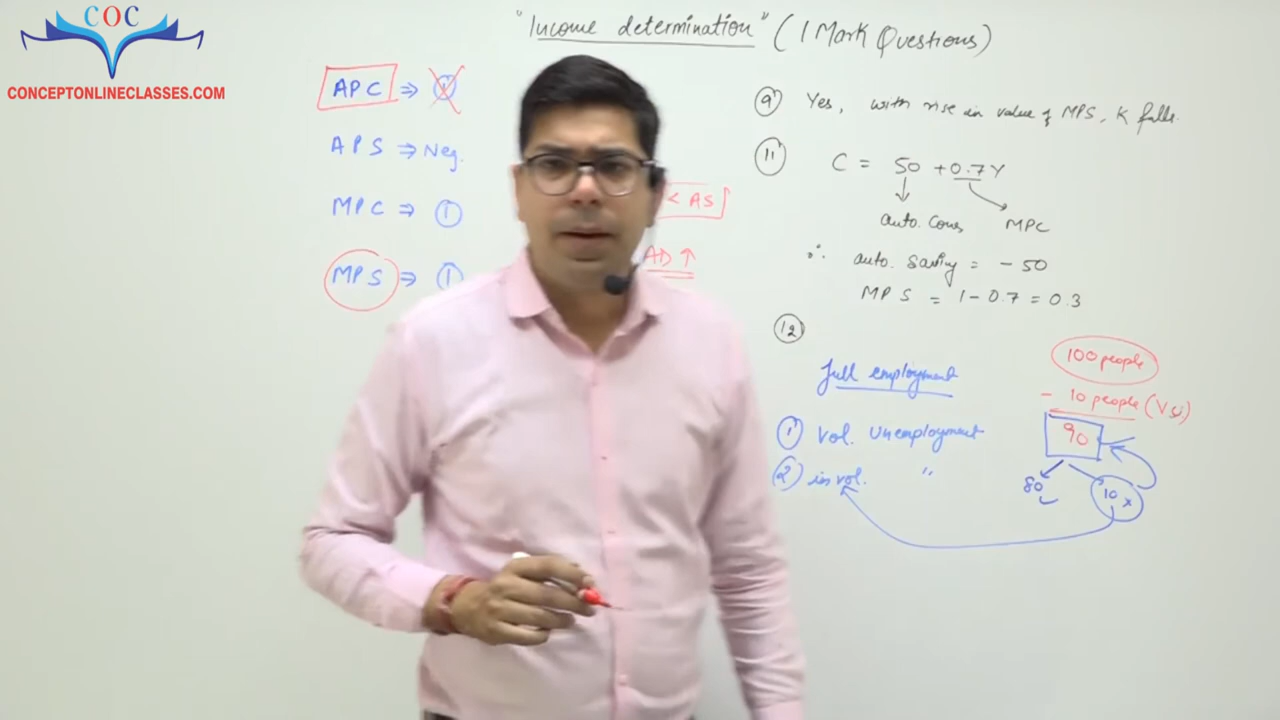 COC
CONCEPTONLINECLASSES.COM
"Income determination" (1 Mark Questions)
APC ⇒ 1
APS ⇒ Neg.
MPC ⇒ 1
MPS ⇒ 1
< AS
AD ↑
9 Yes, with rise in value of MPS, K falls.
11 C = 50 + 0.7Y
auto. Cons, MPC
∴ auto. Saving = - 50
MPS = 1 - 0.7 = 0.3
12
Full employment
1 Vol. Unemployment
2 invol. "
100 people
- 10 people (VU)
90
80 ✓ 10 x